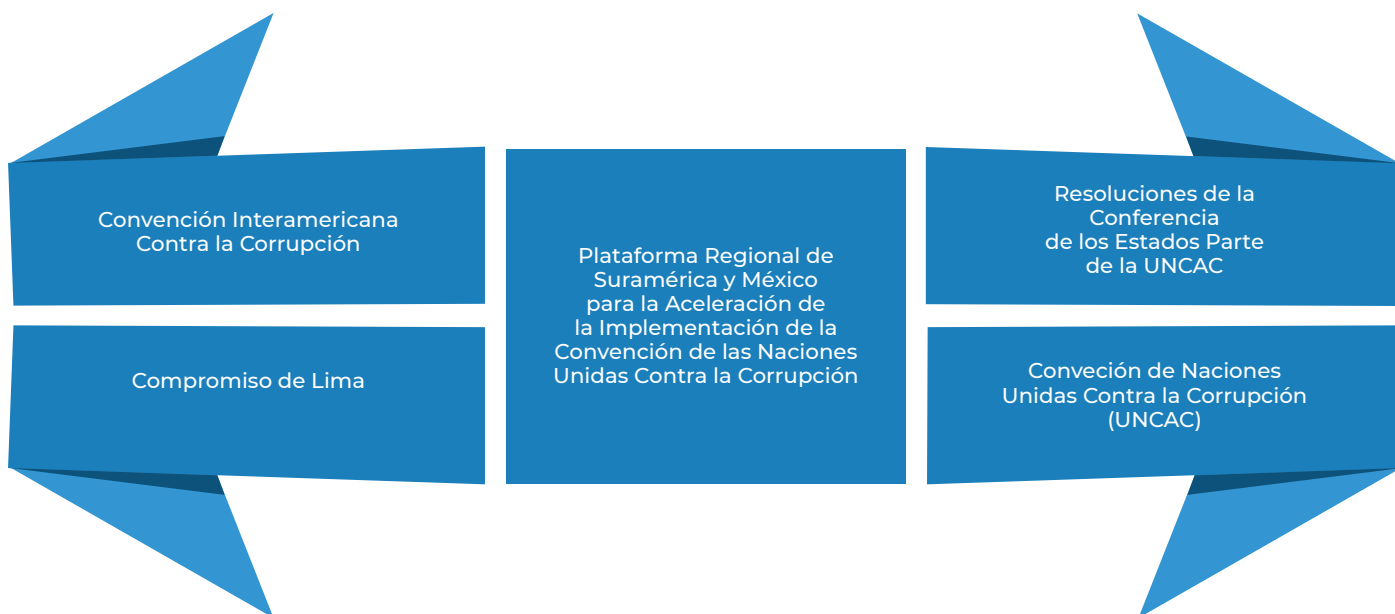 Convención Interamericana
Contra la Corrupción
Compromiso de Lima
Plataforma Regional de
Suramérica y México
para la Aceleración de
la Implementación de la
Convención de las Naciones
Unidas Contra la Corrupción
Resoluciones de la
Conferencia
de los Estados Parte
de la UNCAC
Conveción de Naciones
Unidas Contra la Corrupción
(UNCAC)